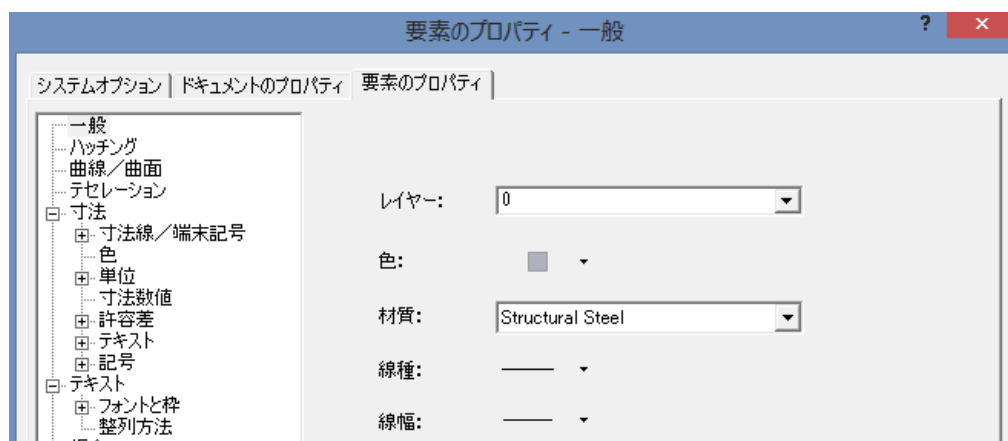 要素のプロパティ - 一般
? ×
システムオプション ドキュメントのプロパティ 要素のプロパティ
一般
ハッチング
曲線／曲面
テセレーション
寸法
寸法線／端末記号
色
単位
寸法数値
許容差
テキスト
記号
テキスト
フォントと枠
整列方法
レイヤー: 0
色:
材質: Structural Steel
線種:
線幅: